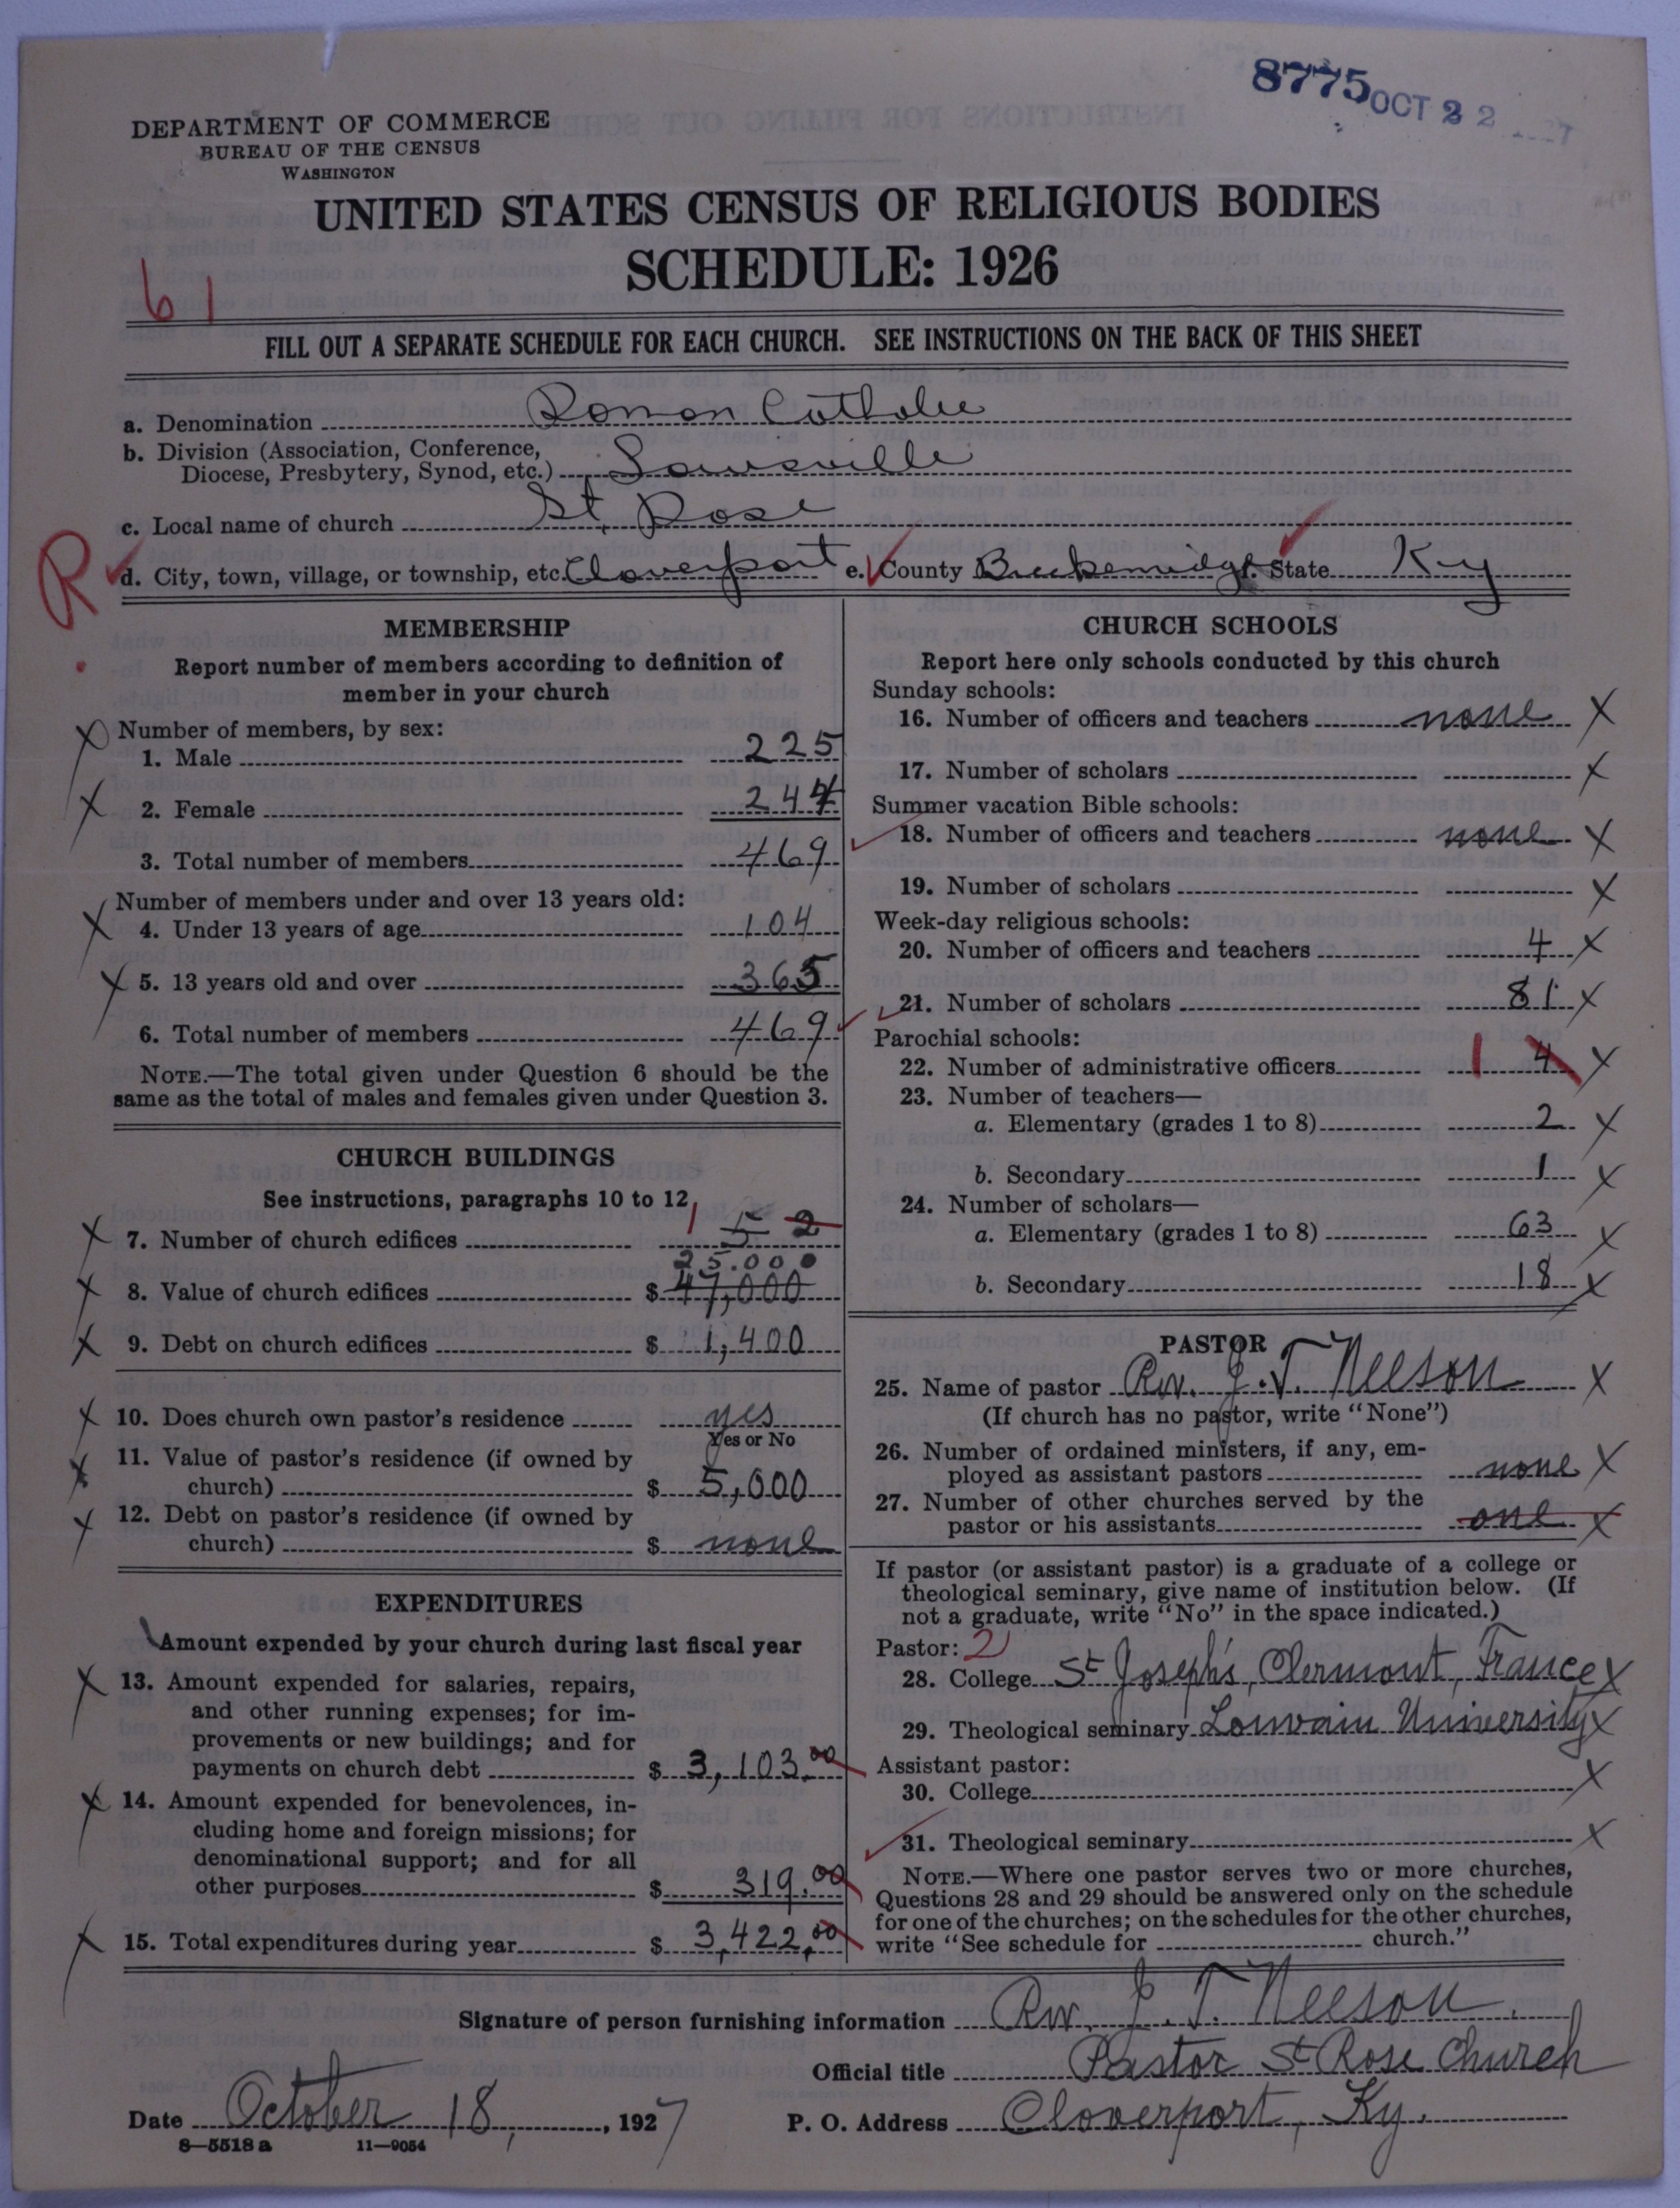 8775 OCT 22
DEPARTMENT OF COMMERCE
BUREAU OF THE CENSUS
WASHINGTON
UNITED STATES CENSUS OF RELIGIOUS BODIES
SCHEDULE: 1926
61
FILL OUT A SEPARATE SCHEDULE FOR EACH CHURCH. SEE INSTRUCTIONS ON THE BACK OF THIS SHEET
a. Denomination Roman Catholic
b. Division (Association, Conference,
Diocese, Presbytery, Synod, etc.) Louisville
c. Local name of church St. Rose
R
d. City, town, village, or township, etc. Cloverport e. County Breckenridge f. State Ky
MEMBERSHIP
Report number of members according to definition of
member in your church
Number of members, by sex:
1. Male 225
2. Female 244
3. Total number of members 469
Number of members under and over 13 years old:
4. Under 13 years of age 104
5. 13 years old and over 365
6. Total number of members 469
NOTE.—The total given under Question 6 should be the
same as the total of males and females given under Question 3.
CHURCH BUILDINGS
See instructions, paragraphs 10 to 12
7. Number of church edifices 1 5 2
25.000
8. Value of church edifices $ 47,000
9. Debt on church edifices $ 1,400
10. Does church own pastor's residence yes
Yes or No
11. Value of pastor's residence (if owned by
church) $ 5,000
12. Debt on pastor's residence (if owned by
church) $ none
EXPENDITURES
Amount expended by your church during last fiscal year
13. Amount expended for salaries, repairs,
and other running expenses; for im-
provements or new buildings; and for
payments on church debt $ 3,103.00
14. Amount expended for benevolences, in-
cluding home and foreign missions; for
denominational support; and for all
other purposes $ 319.00
15. Total expenditures during year $ 3,422.00
CHURCH SCHOOLS
Report here only schools conducted by this church
Sunday schools:
16. Number of officers and teachers none X
17. Number of scholars X
Summer vacation Bible schools:
18. Number of officers and teachers none X
19. Number of scholars X
Week-day religious schools:
20. Number of officers and teachers 4 X
21. Number of scholars 81 X
Parochial schools:
22. Number of administrative officers 1 4 X
23. Number of teachers—
a. Elementary (grades 1 to 8) 2 X
b. Secondary 1 X
24. Number of scholars—
a. Elementary (grades 1 to 8) 63 X
b. Secondary 18 X
PASTOR
25. Name of pastor Rev. J. T. Neeson X
(If church has no pastor, write "None")
26. Number of ordained ministers, if any, em-
ployed as assistant pastors none X
27. Number of other churches served by the
pastor or his assistants one X
If pastor (or assistant pastor) is a graduate of a college or
theological seminary, give name of institution below. (If
not a graduate, write "No" in the space indicated.)
Pastor: 2
28. College St Joseph's, Clermont, France X
29. Theological seminary Louvain University X
Assistant pastor:
30. College X
31. Theological seminary X
NOTE.—Where one pastor serves two or more churches,
Questions 28 and 29 should be answered only on the schedule
for one of the churches; on the schedules for the other churches,
write "See schedule for church."
Signature of person furnishing information Rev. J. T. Neeson.
Official title Pastor St Rose Church
Date October 18, 1927 P. O. Address Cloverport, Ky.
8—5518a 11—9054